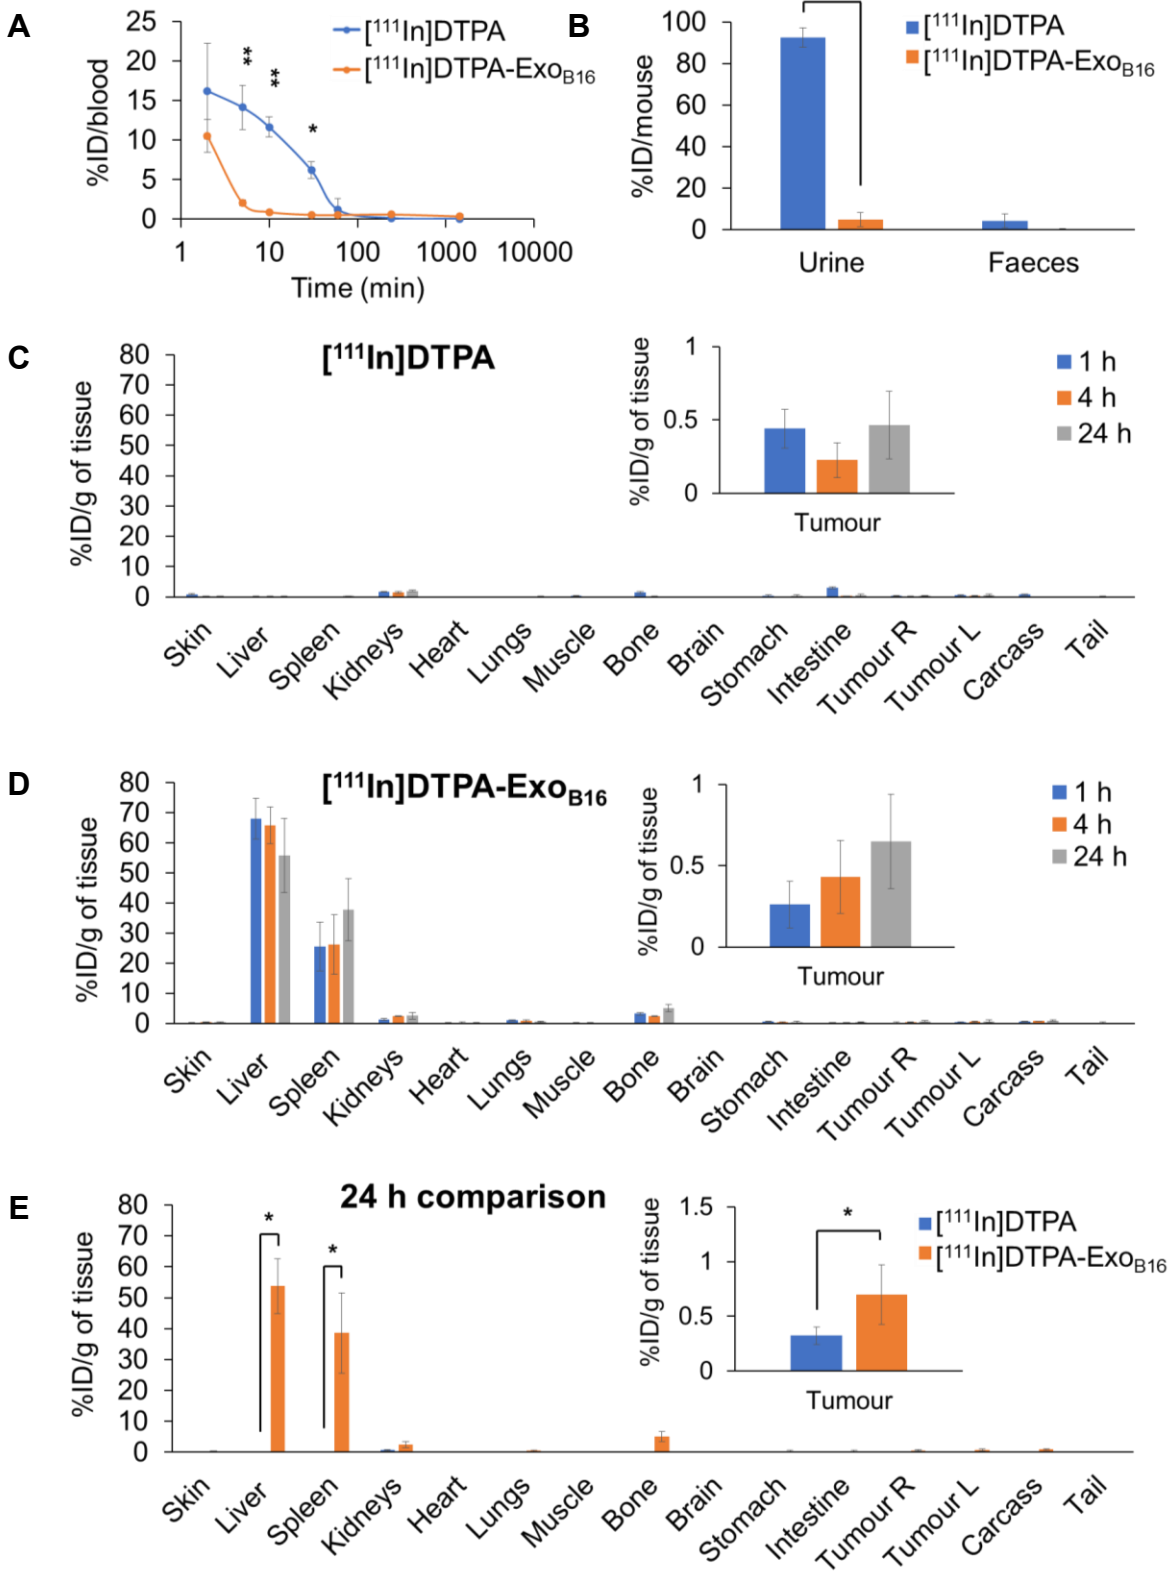 A
25
20
15
10
5
0
%ID/blood
**
**
*
[¹¹¹In]DTPA
[¹¹¹In]DTPA-Exo_B16
1
10
100
1000
10000
Time (min)
B
100
80
60
40
20
0
%ID/mouse
[¹¹¹In]DTPA
[¹¹¹In]DTPA-Exo_B16
Urine
Faeces
C
[¹¹¹In]DTPA
80
70
60
50
40
30
20
10
0
%ID/g of tissue
1
0.5
0
%ID/g of tissue
Tumour
1 h
4 h
24 h
Skin
Liver
Spleen
Kidneys
Heart
Lungs
Muscle
Bone
Brain
Stomach
Intestine
Tumour R
Tumour L
Carcass
Tail
D
[¹¹¹In]DTPA-Exo_B16
80
70
60
50
40
30
20
10
0
%ID/g of tissue
1
0.5
0
%ID/g of tissue
Tumour
1 h
4 h
24 h
Skin
Liver
Spleen
Kidneys
Heart
Lungs
Muscle
Bone
Brain
Stomach
Intestine
Tumour R
Tumour L
Carcass
Tail
E
24 h comparison
80
70
60
50
40
30
20
10
0
%ID/g of tissue
*
*
1.5
1
0.5
0
%ID/g of tissue
*
Tumour
[¹¹¹In]DTPA
[¹¹¹In]DTPA-Exo_B16
Skin
Liver
Spleen
Kidneys
Heart
Lungs
Muscle
Bone
Brain
Stomach
Intestine
Tumour R
Tumour L
Carcass
Tail